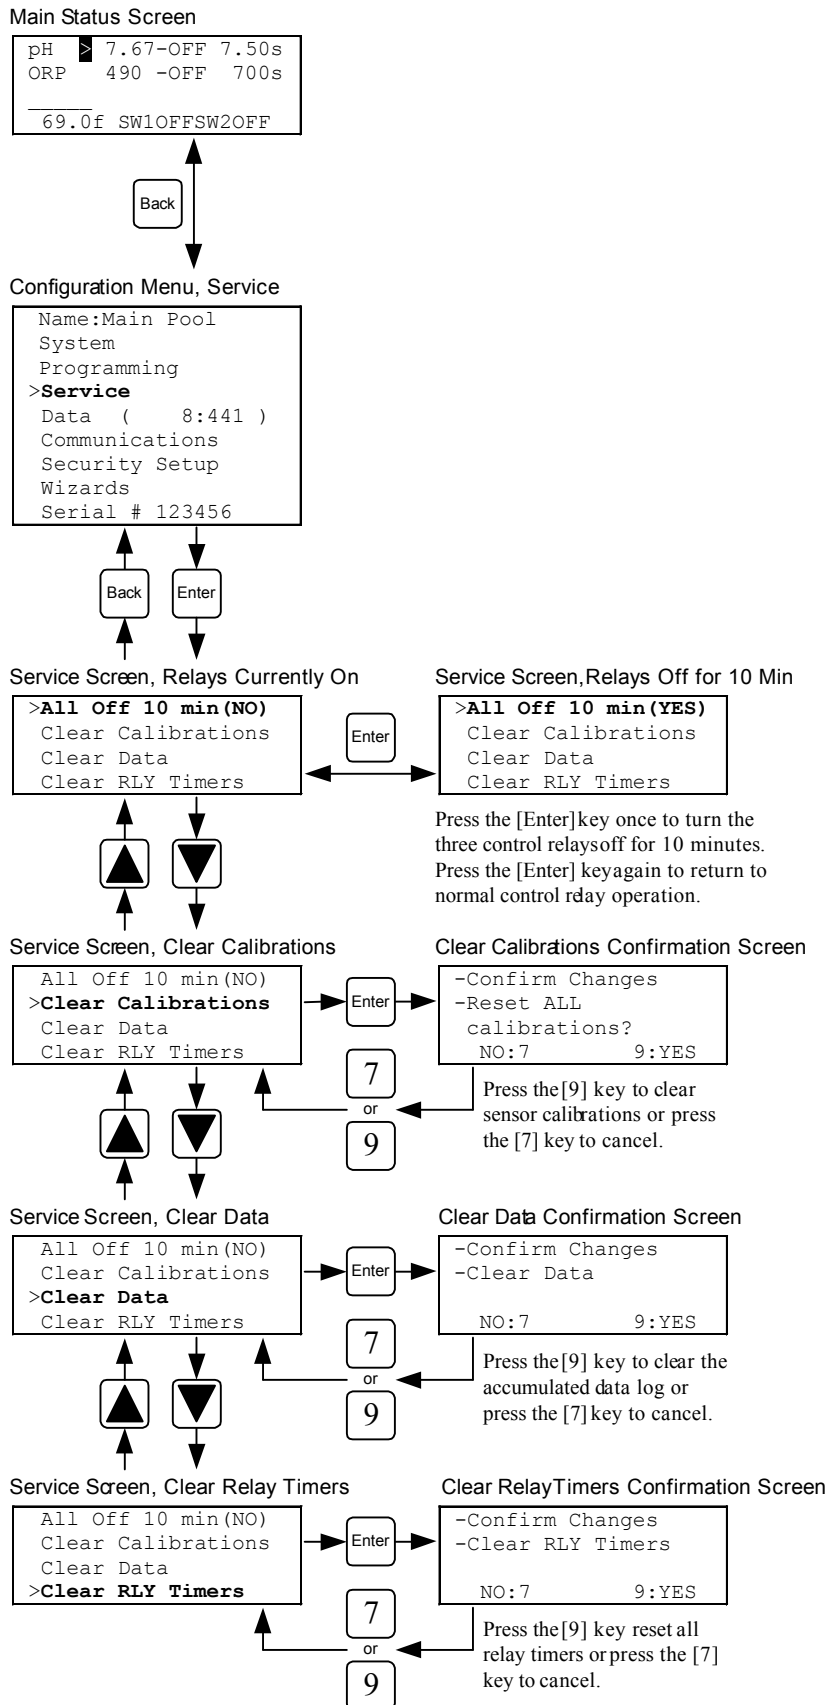 Main Status Screen
pH > 7.67-OFF 7.50s
ORP 490 -OFF 700s
_____
69.0f SW1OFFSW2OFF
Back
Configuration Menu, Service
Name:Main Pool
System
Programming
>Service
Data ( 8:441 )
Communications
Security Setup
Wizards
Serial # 123456
Back
Enter
Service Screen, Relays Currently On
>All Off 10 min(NO)
Clear Calibrations
Clear Data
Clear RLY Timers
Enter
Service Screen,Relays Off for 10 Min
>All Off 10 min(YES)
Clear Calibrations
Clear Data
Clear RLY Timers
Press the [Enter]key once to turn the
three control relaysoff for 10 minutes.
Press the [Enter] keyagain to return to
normal control relay operation.
Service Screen, Clear Calibrations
All Off 10 min(NO)
>Clear Calibrations
Clear Data
Clear RLY Timers
Enter
7
or
9
Clear Calibrations Confirmation Screen
-Confirm Changes
-Reset ALL
calibrations?
NO:7 9:YES
Press the[9] key to clear
sensor calibrations or press
the [7] key to cancel.
Service Screen, Clear Data
All Off 10 min(NO)
Clear Calibrations
>Clear Data
Clear RLY Timers
Enter
7
or
9
Clear Data Confirmation Screen
-Confirm Changes
-Clear Data
NO:7 9:YES
Press the[9] key to clear the
accumulated data log or
press the [7]key to cancel.
Service Screen, Clear Relay Timers
All Off 10 min(NO)
Clear Calibrations
Clear Data
>Clear RLY Timers
Enter
7
or
9
Clear RelayTimers Confirmation Screen
-Confirm Changes
-Clear RLY Timers
NO:7 9:YES
Press the[9] key reset all
relay timers orpress the [7]
key to cancel.